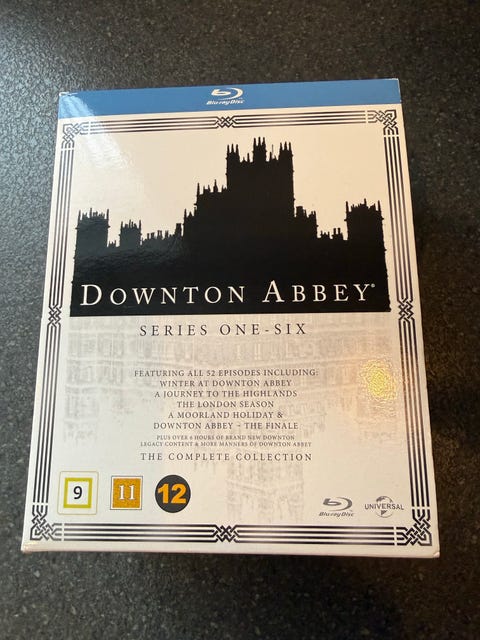 Blu-ray Disc
DOWNTON ABBEY®
SERIES ONE-SIX
FEATURING ALL 52 EPISODES INCLUDING:
WINTER AT DOWNTON ABBEY
A JOURNEY TO THE HIGHLANDS
THE LONDON SEASON
A MOORLAND HOLIDAY &
DOWNTON ABBEY - THE FINALE
PLUS OVER 6 HOURS OF BRAND NEW DOWNTON
LEGACY CONTENT & MORE MANNERS OF DOWNTON ABBEY
THE COMPLETE COLLECTION
9 11 12 Blu-ray Disc UNIVERSAL